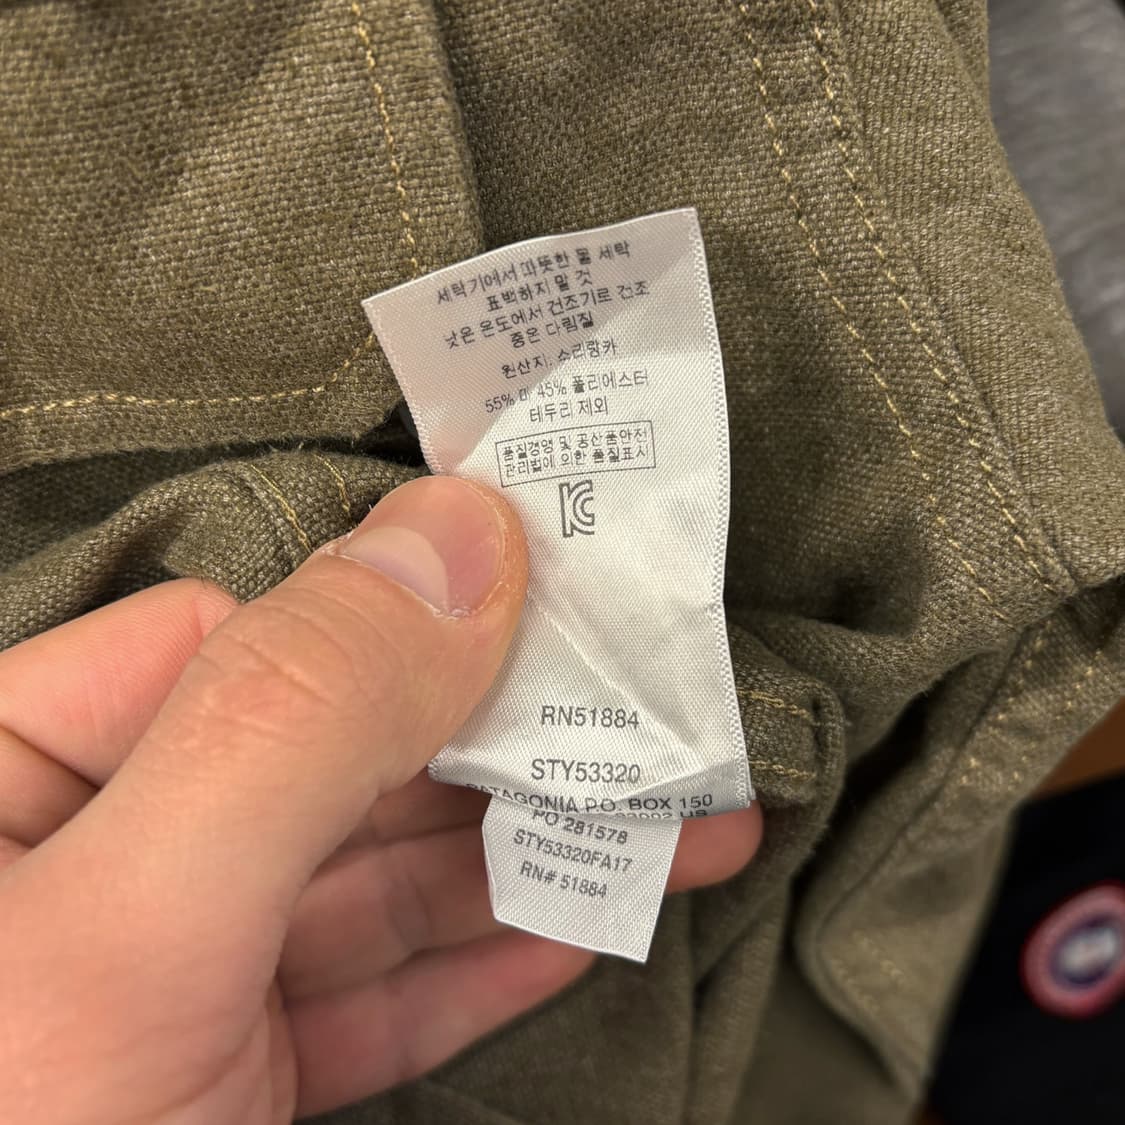 세탁기에서 따뜻한 물 세탁
표백하지 말 것
낮은 온도에서 건조기로 건조
중온 다림질
원산지: 스리랑카
55% 마 45% 폴리에스터
테두리 제외
품질경영 및 공산품안전
관리법에 의한 품질표시
RN51884
STY53320
PATAGONIA P.O. BOX 150
93002 US
PO 281578
STY53320FA17
RN# 51884